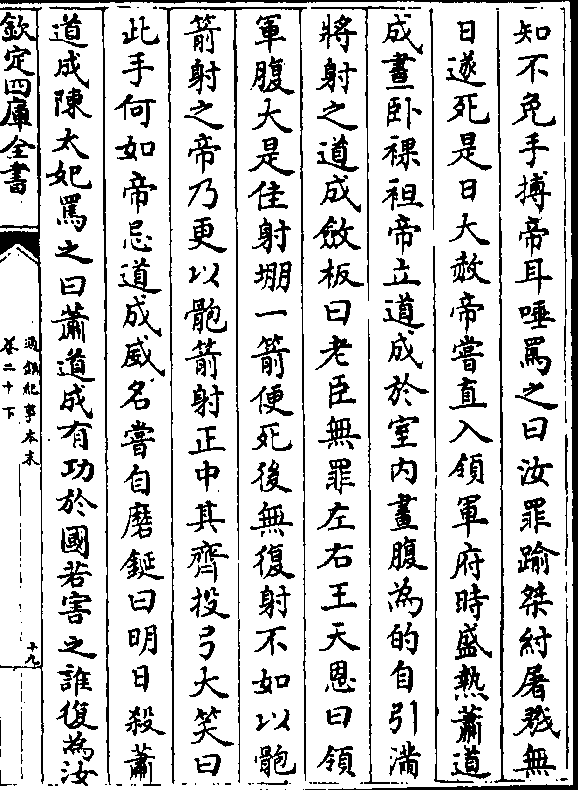 知不免手搏帝耳唾罵之曰汝罪踰桀紂屠戮無
日遂死是日大赦帝嘗直入領軍府時盛熱蕭道
成晝卧裸袒帝立道成於室内畫腹為的自引滿
將射之道成斂板曰老臣無罪左右王天恩曰領
軍腹大是佳射堋一箭便死後無復射不如以骲
箭射之帝乃更以骲箭射正中其齊投弓大笑曰
此手何如帝忌道成威名嘗自磨鋋曰明日殺蕭
道成陳太妃罵之曰蕭道成有功於國若害之誰復為汝
欽定四庫全書
通鑑紀事本末
卷二十下
十九